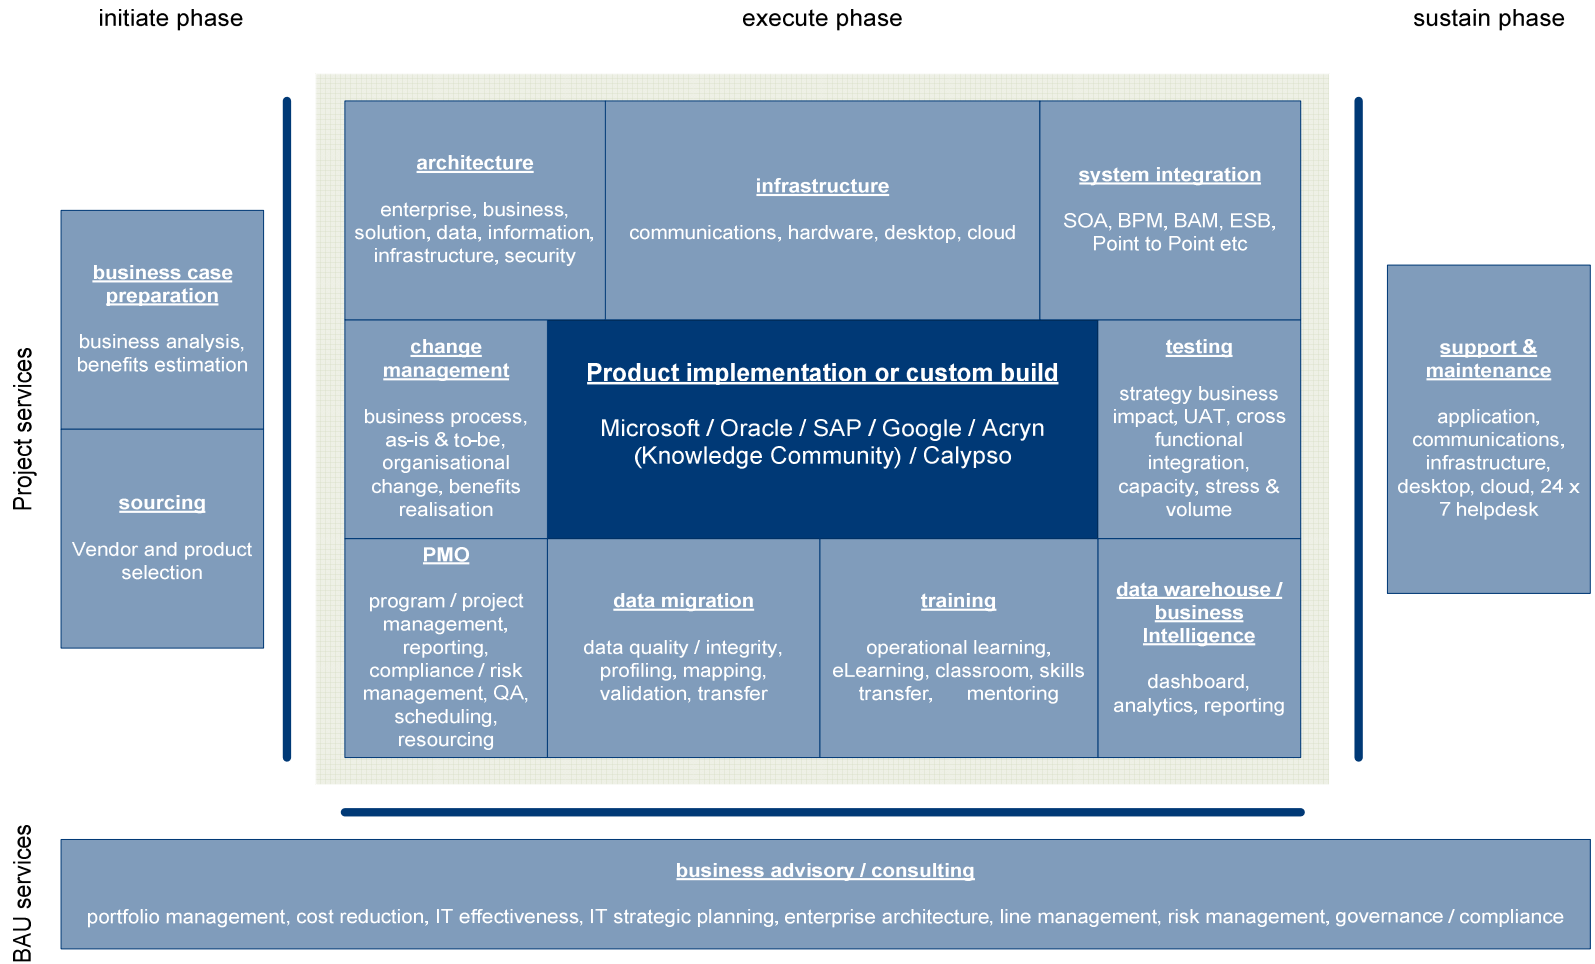 initiate phase
execute phase
sustain phase
Project services
business case
preparation
business analysis,
benefits estimation
sourcing
Vendor and product
selection
architecture
enterprise, business,
solution, data, information,
infrastructure, security
infrastructure
communications, hardware, desktop, cloud
system integration
SOA, BPM, BAM, ESB,
Point to Point etc
change
management
business process,
as-is & to-be,
organisational
change, benefits
realisation
Product implementation or custom build
Microsoft / Oracle / SAP / Google / Acryn
(Knowledge Community) / Calypso
testing
strategy business
impact, UAT, cross
functional
integration,
capacity, stress &
volume
PMO
program / project
management,
reporting,
compliance / risk
management, QA,
scheduling,
resourcing
data migration
data quality / integrity,
profiling, mapping,
validation, transfer
training
operational learning,
eLearning, classroom, skills
transfer, mentoring
data warehouse /
business
Intelligence
dashboard,
analytics, reporting
support &
maintenance
application,
communications,
infrastructure,
desktop, cloud, 24 x
7 helpdesk
BAU services
business advisory / consulting
portfolio management, cost reduction, IT effectiveness, IT strategic planning, enterprise architecture, line management, risk management, governance / compliance